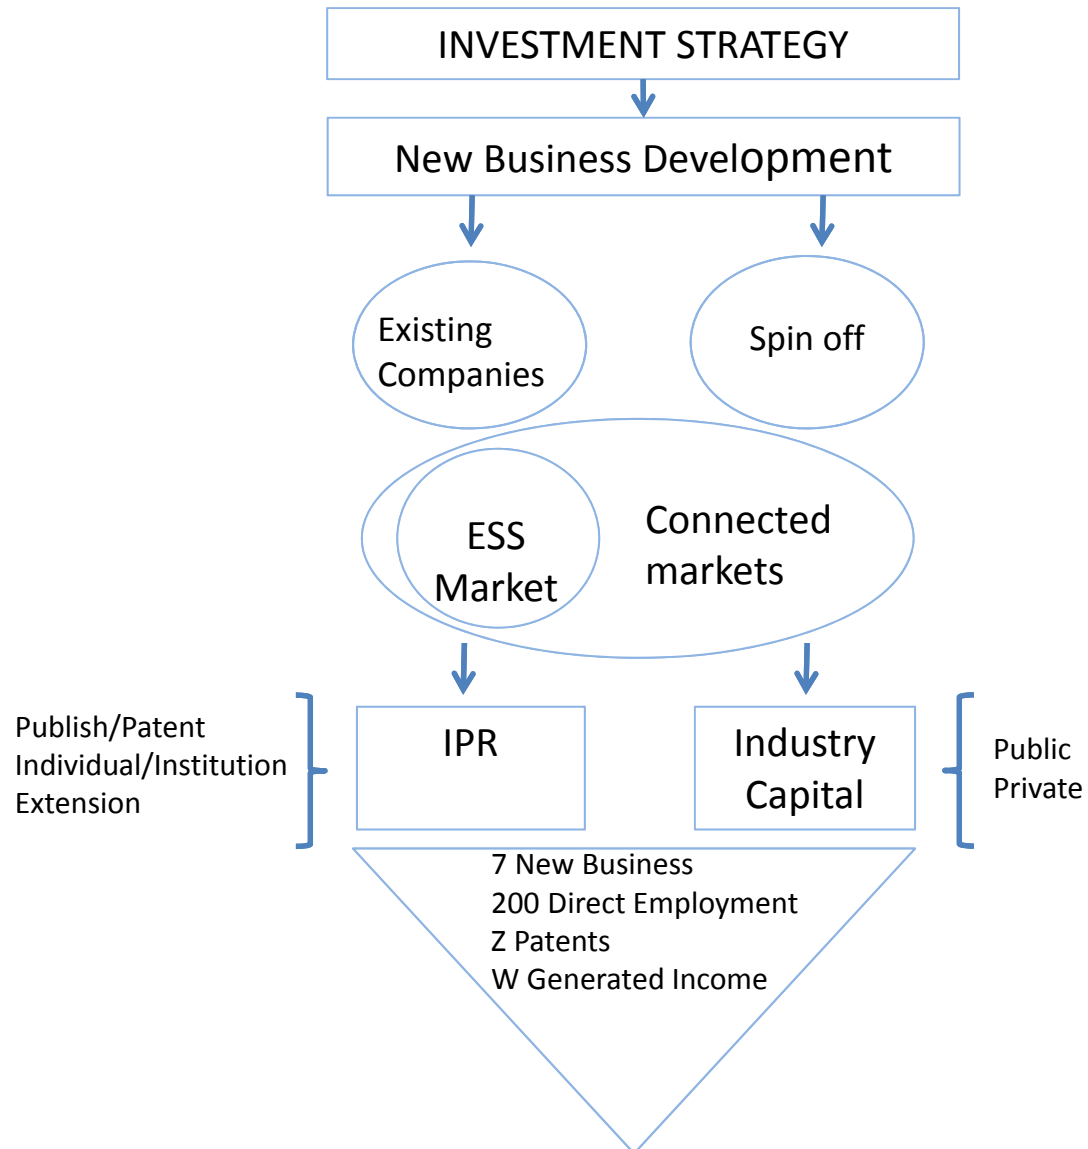 INVESTMENT STRATEGY
New Business Development
Existing
Companies
Spin off
ESS
Market
Connected
markets
Publish/Patent
Individual/Institution
Extension
IPR
Industry
Capital
Public
Private
7 New Business
200 Direct Employment
Z Patents
W Generated Income